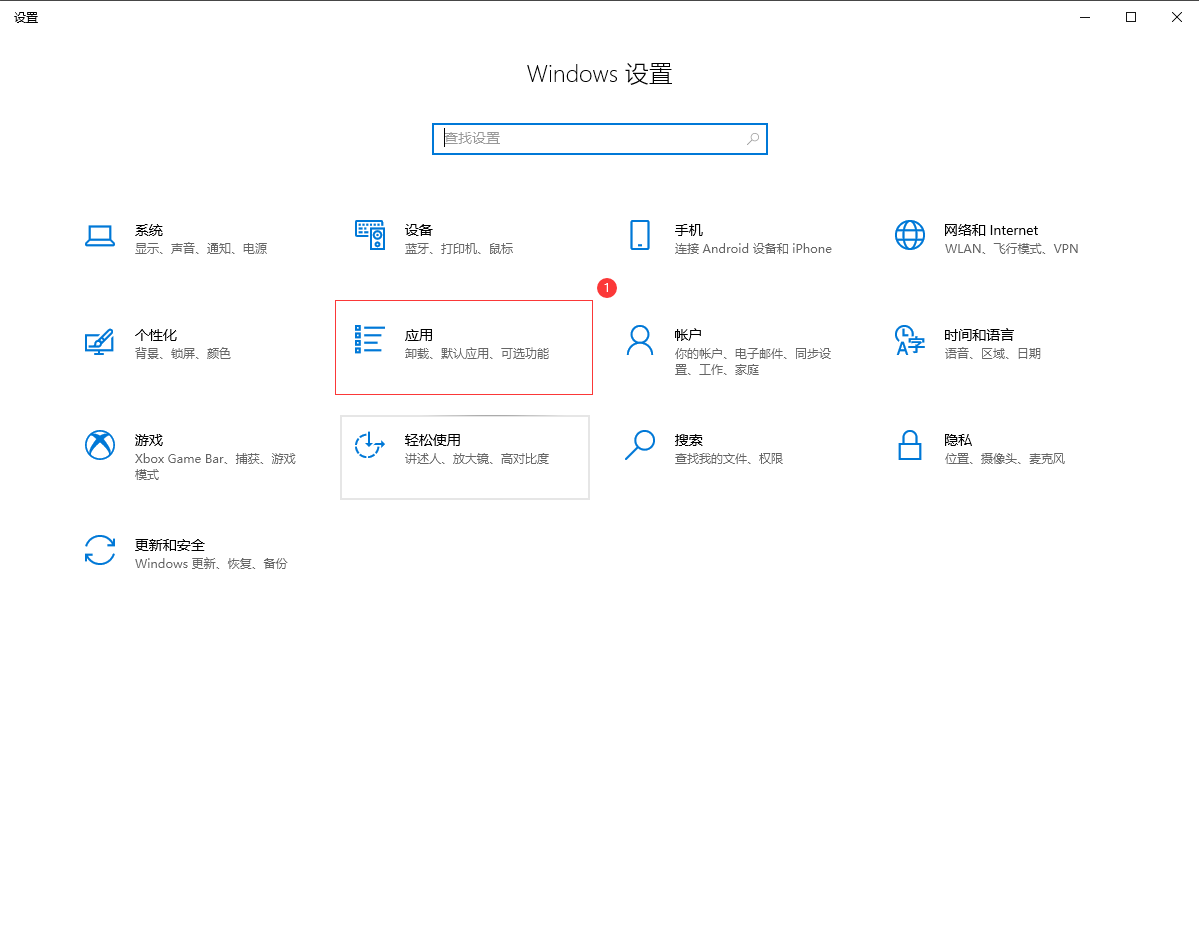 设置
Windows 设置
查找设置
系统
显示、声音、通知、电源
设备
蓝牙、打印机、鼠标
手机
连接 Android 设备和 iPhone
网络和 Internet
WLAN、飞行模式、VPN
1
个性化
背景、锁屏、颜色
应用
卸载、默认应用、可选功能
帐户
你的帐户、电子邮件、同步设
置、工作、家庭
时间和语言
语音、区域、日期
游戏
Xbox Game Bar、捕获、游戏
模式
轻松使用
讲述人、放大镜、高对比度
搜索
查找我的文件、权限
隐私
位置、摄像头、麦克风
更新和安全
Windows 更新、恢复、备份